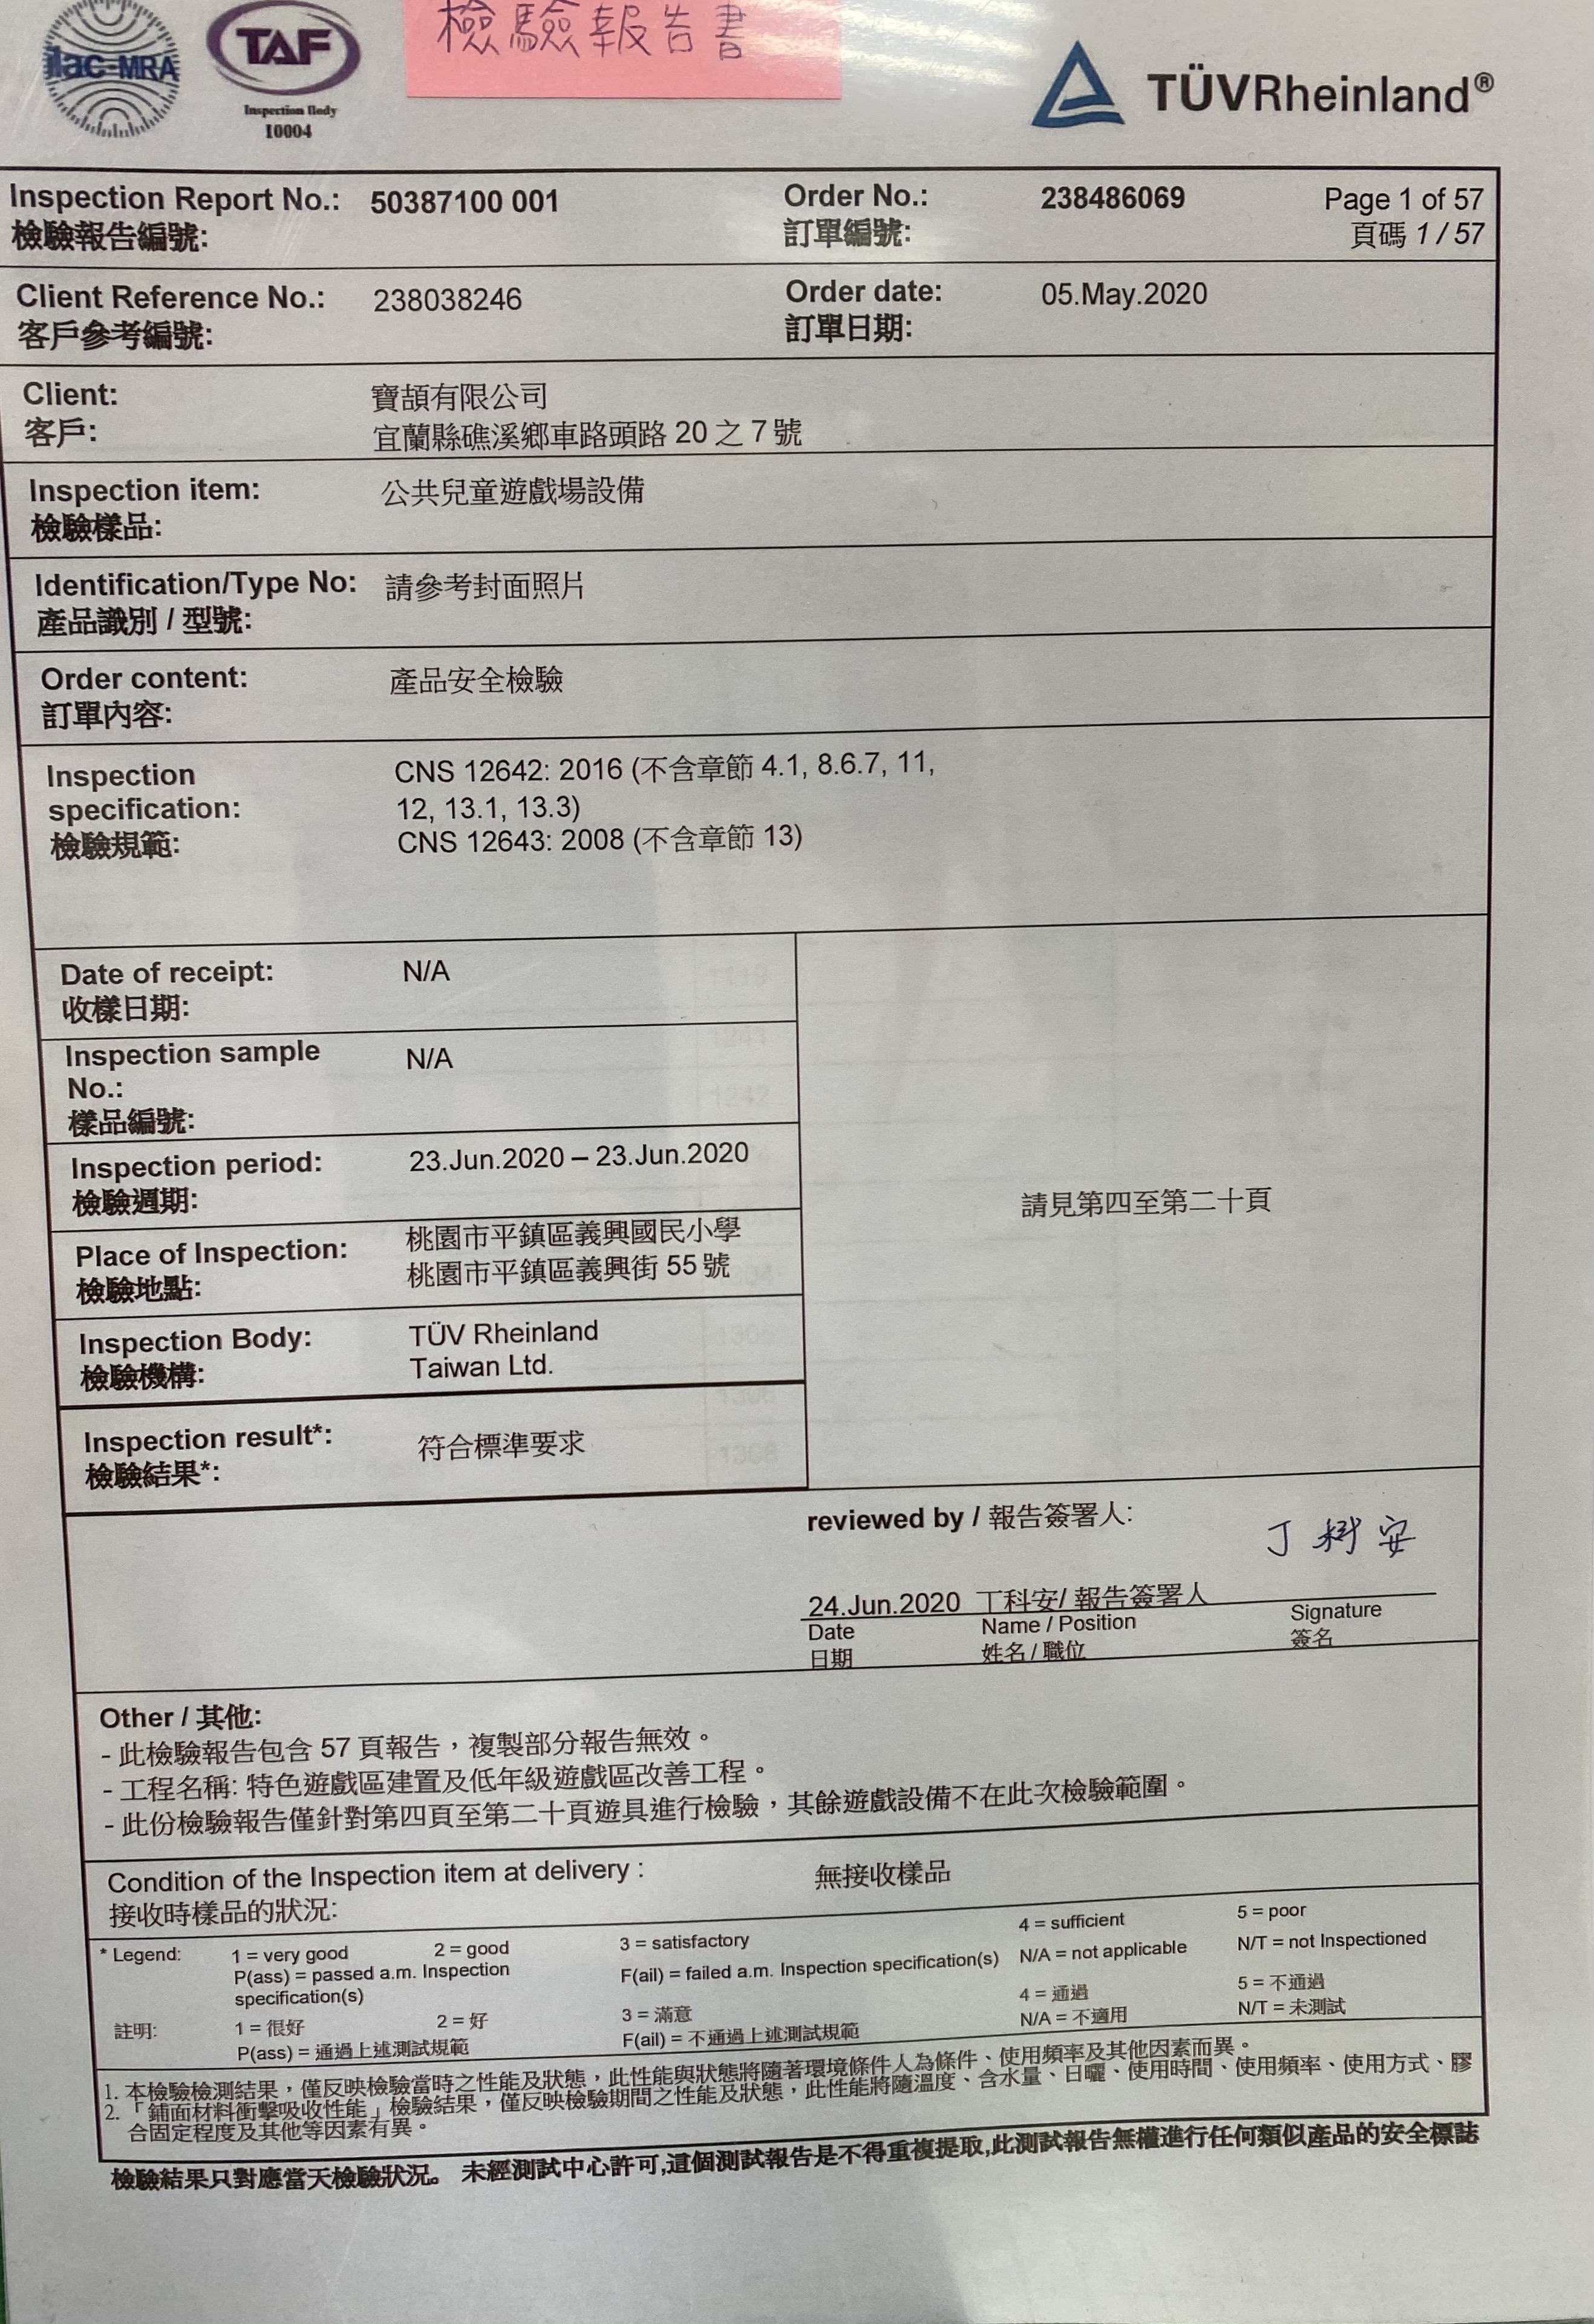 檢驗報告書
ilac-MRA
TAF
Inspection Body
10004
TÜVRheinland®
Inspection Report No.: 50387100 001 Order No.: 238486069 Page 1 of 57
檢驗報告編號: 訂單編號: 頁碼 1 / 57
Client Reference No.: 238038246 Order date: 05.May.2020
客戶參考編號: 訂單日期:
Client: 寶頡有限公司
客戶: 宜蘭縣礁溪鄉車路頭路 20 之 7 號
Inspection item: 公共兒童遊戲場設備
檢驗樣品:
Identification/Type No: 請參考封面照片
產品識別 / 型號:
Order content: 產品安全檢驗
訂單內容:
Inspection CNS 12642: 2016 (不含章節 4.1, 8.6.7, 11,
specification: 12, 13.1, 13.3)
檢驗規範: CNS 12643: 2008 (不含章節 13)
Date of receipt: N/A
收樣日期:
Inspection sample N/A
No.:
樣品編號:
Inspection period: 23.Jun.2020 – 23.Jun.2020
檢驗週期:
請見第四至第二十頁
Place of Inspection: 桃園市平鎮區義興國民小學
檢驗地點: 桃園市平鎮區義興街 55 號
Inspection Body: TÜV Rheinland
檢驗機構: Taiwan Ltd.
Inspection result*: 符合標準要求
檢驗結果*:
reviewed by / 報告簽署人:
丁科安
24.Jun.2020 丁科安/ 報告簽署人
Date Name / Position Signature
日期 姓名 / 職位 簽名
Other / 其他:
- 此檢驗報告包含 57 頁報告，複製部分報告無效。
- 工程名稱: 特色遊戲區建置及低年級遊戲區改善工程。
- 此份檢驗報告僅針對第四頁至第二十頁遊具進行檢驗，其餘遊戲設備不在此次檢驗範圍。
Condition of the Inspection item at delivery : 無接收樣品
接收時樣品的狀況:
* Legend: 1 = very good 2 = good 3 = satisfactory 4 = sufficient 5 = poor
P(ass) = passed a.m. Inspection F(ail) = failed a.m. Inspection specification(s) N/A = not applicable N/T = not Inspectioned
specification(s)
註明: 1 = 很好 2 = 好 3 = 滿意 4 = 通過 5 = 不通過
P(ass) = 通過上述測試規範 F(ail) = 不通過上述測試規範 N/A = 不適用 N/T = 未測試
1. 本檢驗檢測結果，僅反映檢驗當時之性能及狀態，此性能與狀態將隨著環境條件人為條件、使用頻率及其他因素而異。
2. 「鋪面材料衝擊吸收性能」檢驗結果，僅反映檢驗期間之性能及狀態，此性能將隨溫度、含水量、日曬、使用時間、使用頻率、使用方式、膠
合固定程度及其他等因素有異。
檢驗結果只對應當天檢驗狀況。 未經測試中心許可,這個測試報告是不得重複提取,此測試報告無權進行任何類似產品的安全標誌